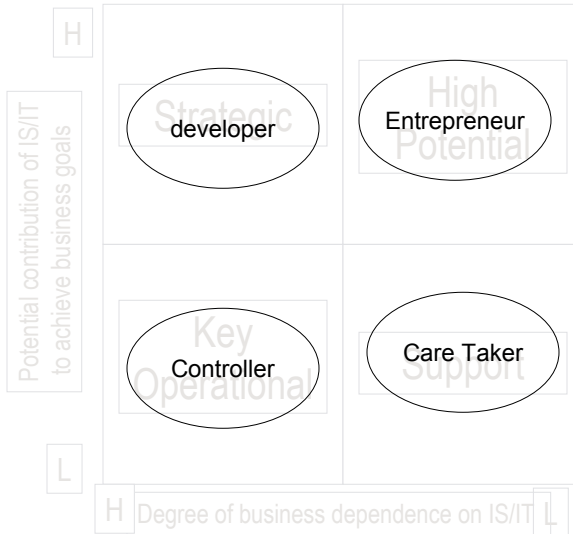 H
Potential contribution of IS/IT
to achieve business goals
Strategic
developer
High
Entrepreneur
Potential
Key
Controller
Operational
Care Taker
Support
L
H
Degree of business dependence on IS/IT
L